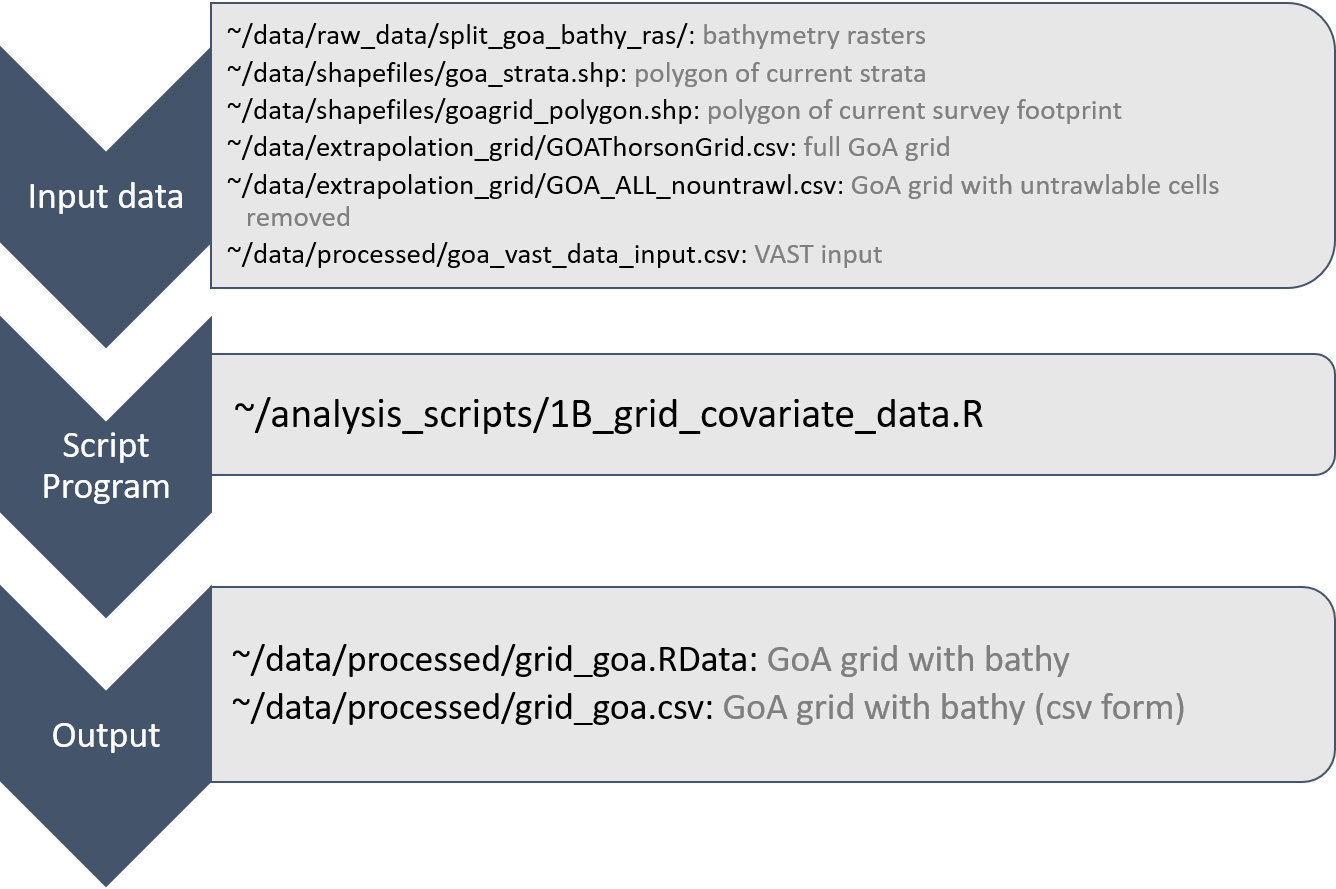 Input data
~/data/raw_data/split_goa_bathy_ras/: bathymetry rasters
~/data/shapefiles/goa_strata.shp: polygon of current strata
~/data/shapefiles/goagrid_polygon.shp: polygon of current survey footprint
~/data/extrapolation_grid/GOAThorsonGrid.csv: full GoA grid
~/data/extrapolation_grid/GOA_ALL_nountrawl.csv: GoA grid with untrawlable cells
removed
~/data/processed/goa_vast_data_input.csv: VAST input
Script
Program
~/analysis_scripts/1B_grid_covariate_data.R
Output
~/data/processed/grid_goa.RData: GoA grid with bathy
~/data/processed/grid_goa.csv: GoA grid with bathy (csv form)